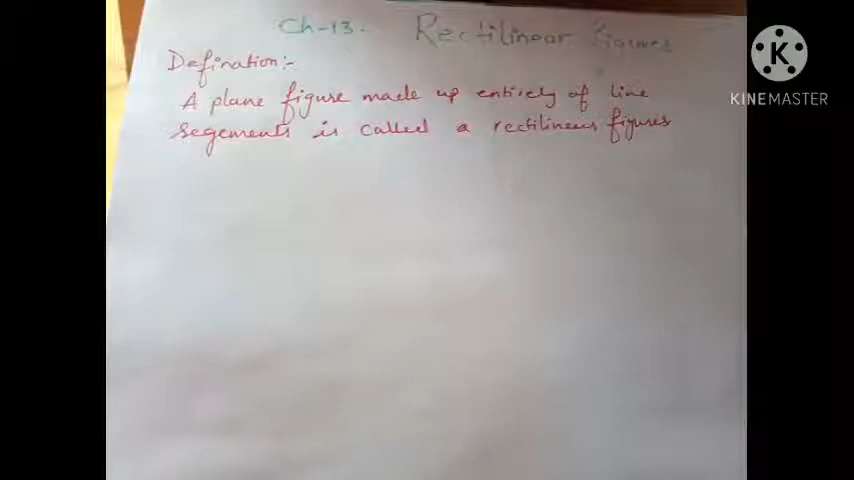 Ch-13. Rectilinear Figures
Defination:-
A plane figure made up entirely of line
segements is called a rectilinear figures
K
KINEMASTER